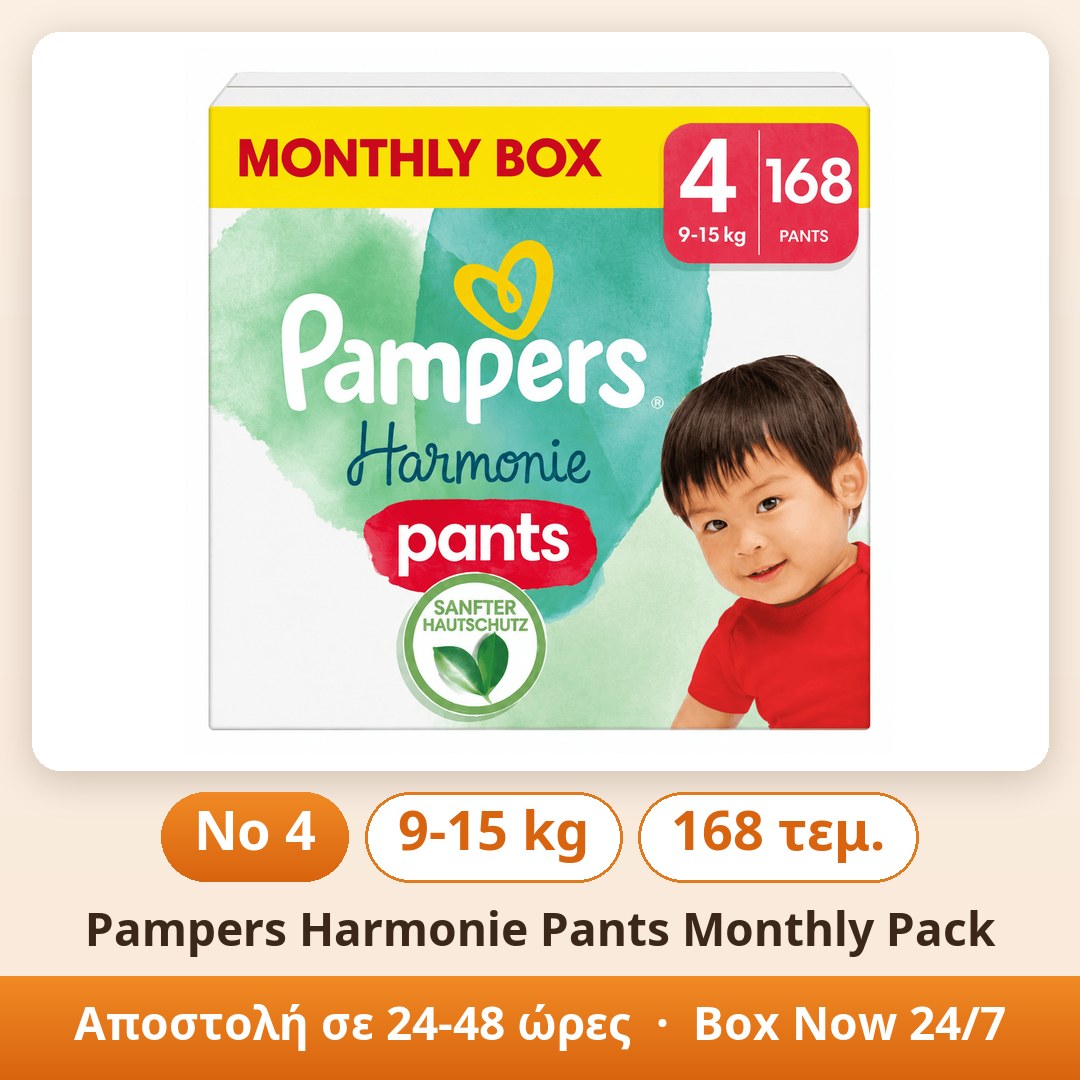 MONTHLY BOX
4
9-15 kg
168
PANTS
Pampers®
Harmonie
pants
SANFTER
HAUTSCHUTZ
No 4
9-15 kg
168 τεμ.
Pampers Harmonie Pants Monthly Pack
Αποστολή σε 24-48 ώρες · Box Now 24/7